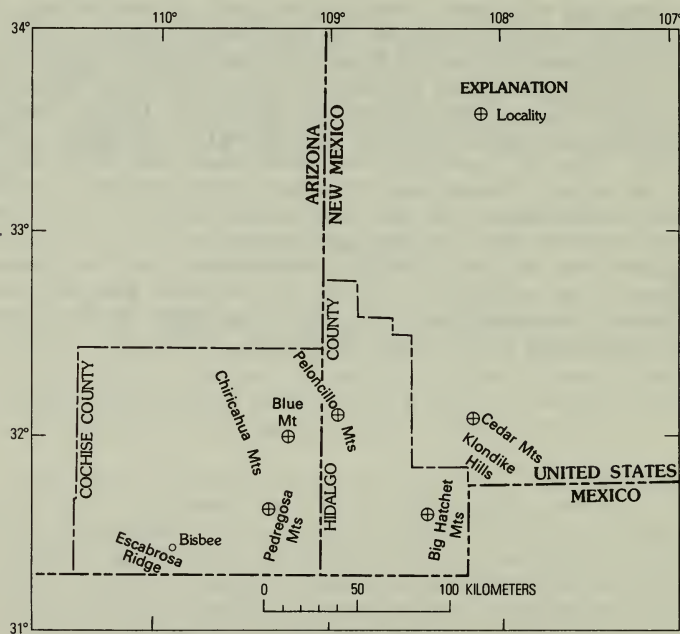 110°
109°
108°
107°
34°
33°
32°
31°
EXPLANATION
⊕ Locality
ARIZONA
NEW MEXICO
COUNTY
COCHISE COUNTY
Chiricahua Mts
Blue
Mt
Peloncillo
Mts
HIDALGO
Cedar Mts
Klondike
Hills
UNITED STATES
MEXICO
Pedregosa
Mts
Big Hatchet
Mts
Bisbee
Escabrosa
Ridge
0 50 100 KILOMETERS